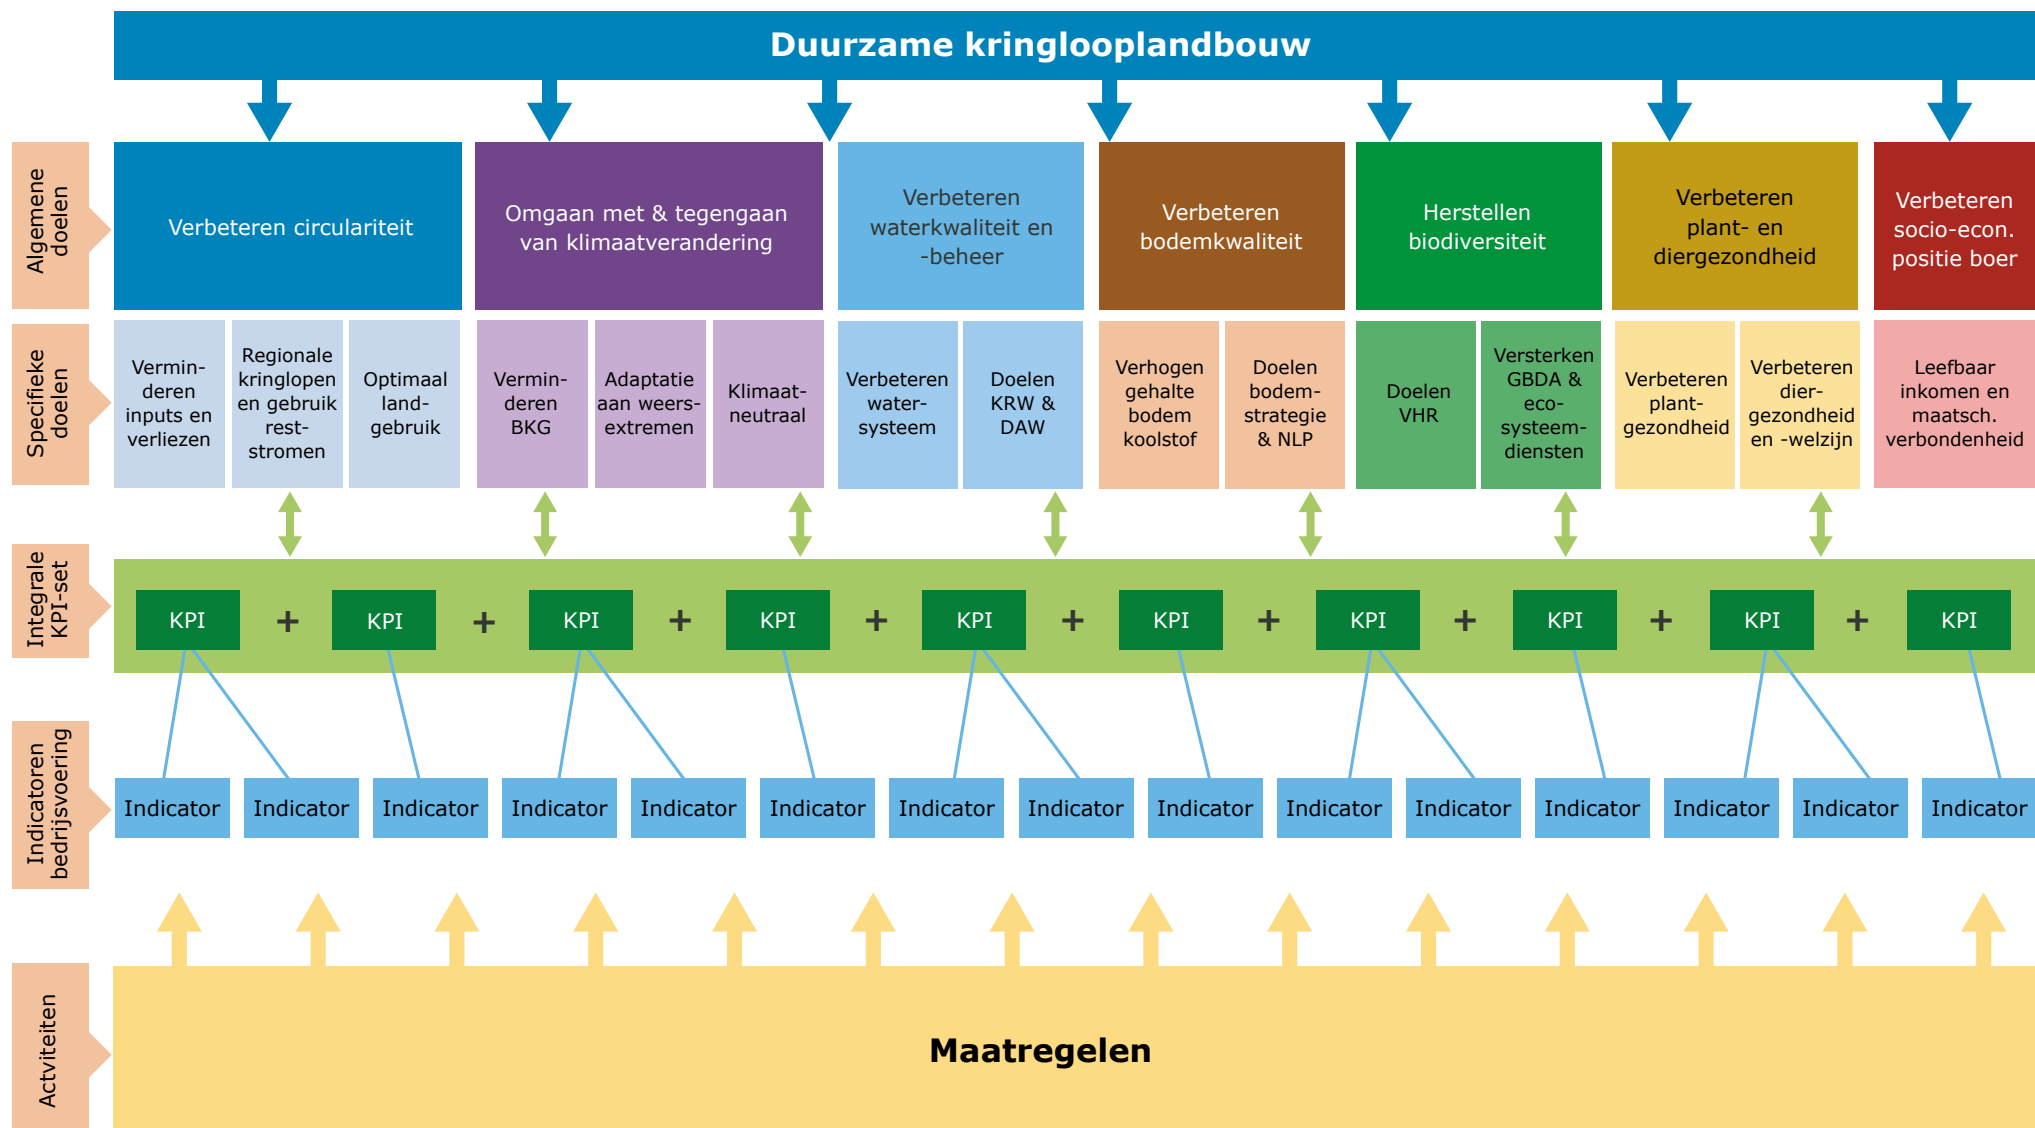 Duurzame kringlooplandbouw
Algemene
doelen
Verbeteren circulariteit
Omgaan met & tegengaan
van klimaatverandering
Verbeteren
waterkwaliteit en
-beheer
Verbeteren
bodemkwaliteit
Herstellen
biodiversiteit
Verbeteren
plant- en
diergezondheid
Verbeteren
socio-econ.
positie boer
Specifieke
doelen
Vermin-
deren
inputs en
verliezen
Regionale
kringlopen
en gebruik
rest-
stromen
Optimaal
land-
gebruik
Vermin-
deren
BKG
Adaptatie
aan weers-
extremen
Klimaat-
neutraal
Verbeteren
water-
systeem
Doelen
KRW &
DAW
Verhogen
gehalte
bodem
koolstof
Doelen
bodem-
strategie
& NLP
Doelen
VHR
Versterken
GBDA &
eco-
systeem-
diensten
Verbeteren
plant-
gezondheid
Verbeteren
dier-
gezondheid
en -welzijn
Leefbaar
inkomen en
maatsch.
verbondenheid
Integrale
KPI-set
KPI + KPI + KPI + KPI + KPI + KPI + KPI + KPI + KPI + KPI
Indicatoren
bedrijsvoering
Indicator Indicator Indicator Indicator Indicator Indicator Indicator Indicator Indicator Indicator Indicator Indicator Indicator Indicator Indicator
Actviteiten
Maatregelen